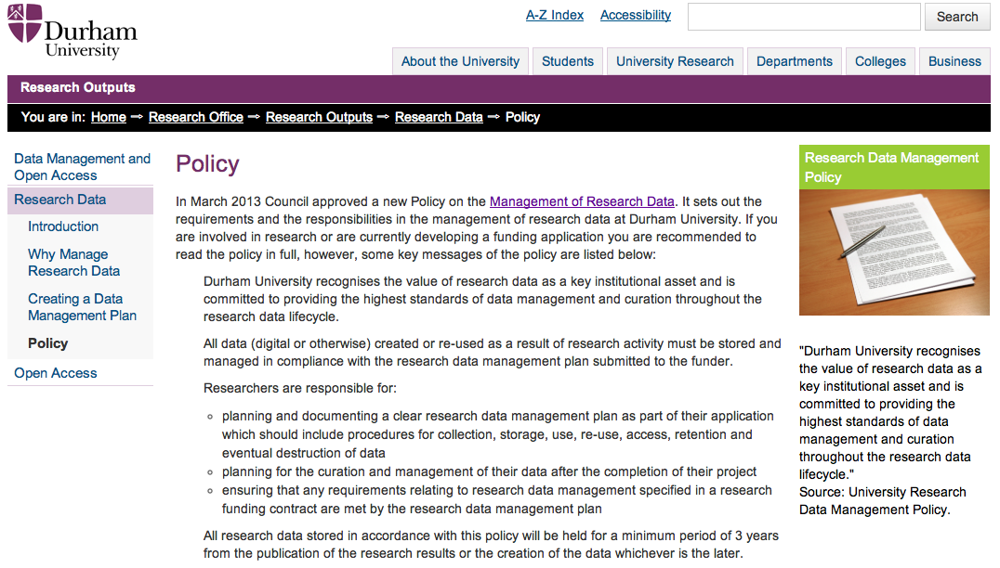 Durham
University
A-Z Index Accessibility Search
About the University Students University Research Departments Colleges Business
Research Outputs
You are in: Home ⇨ Research Office ⇨ Research Outputs ⇨ Research Data ⇨ Policy
Data Management and
Open Access
Research Data
Introduction
Why Manage
Research Data
Creating a Data
Management Plan
Policy
Open Access
Policy
In March 2013 Council approved a new Policy on the Management of Research Data. It sets out the
requirements and the responsibilities in the management of research data at Durham University. If you
are involved in research or are currently developing a funding application you are recommended to
read the policy in full, however, some key messages of the policy are listed below:
Durham University recognises the value of research data as a key institutional asset and is
committed to providing the highest standards of data management and curation throughout the
research data lifecycle.
All data (digital or otherwise) created or re-used as a result of research activity must be stored and
managed in compliance with the research data management plan submitted to the funder.
Researchers are responsible for:
planning and documenting a clear research data management plan as part of their application
which should include procedures for collection, storage, use, re-use, access, retention and
eventual destruction of data
planning for the curation and management of their data after the completion of their project
ensuring that any requirements relating to research data management specified in a research
funding contract are met by the research data management plan
All research data stored in accordance with this policy will be held for a minimum period of 3 years
from the publication of the research results or the creation of the data whichever is the later.
Research Data Management
Policy
"Durham University recognises
the value of research data as a
key institutional asset and is
committed to providing the
highest standards of data
management and curation
throughout the research data
lifecycle."
Source: University Research
Data Management Policy.